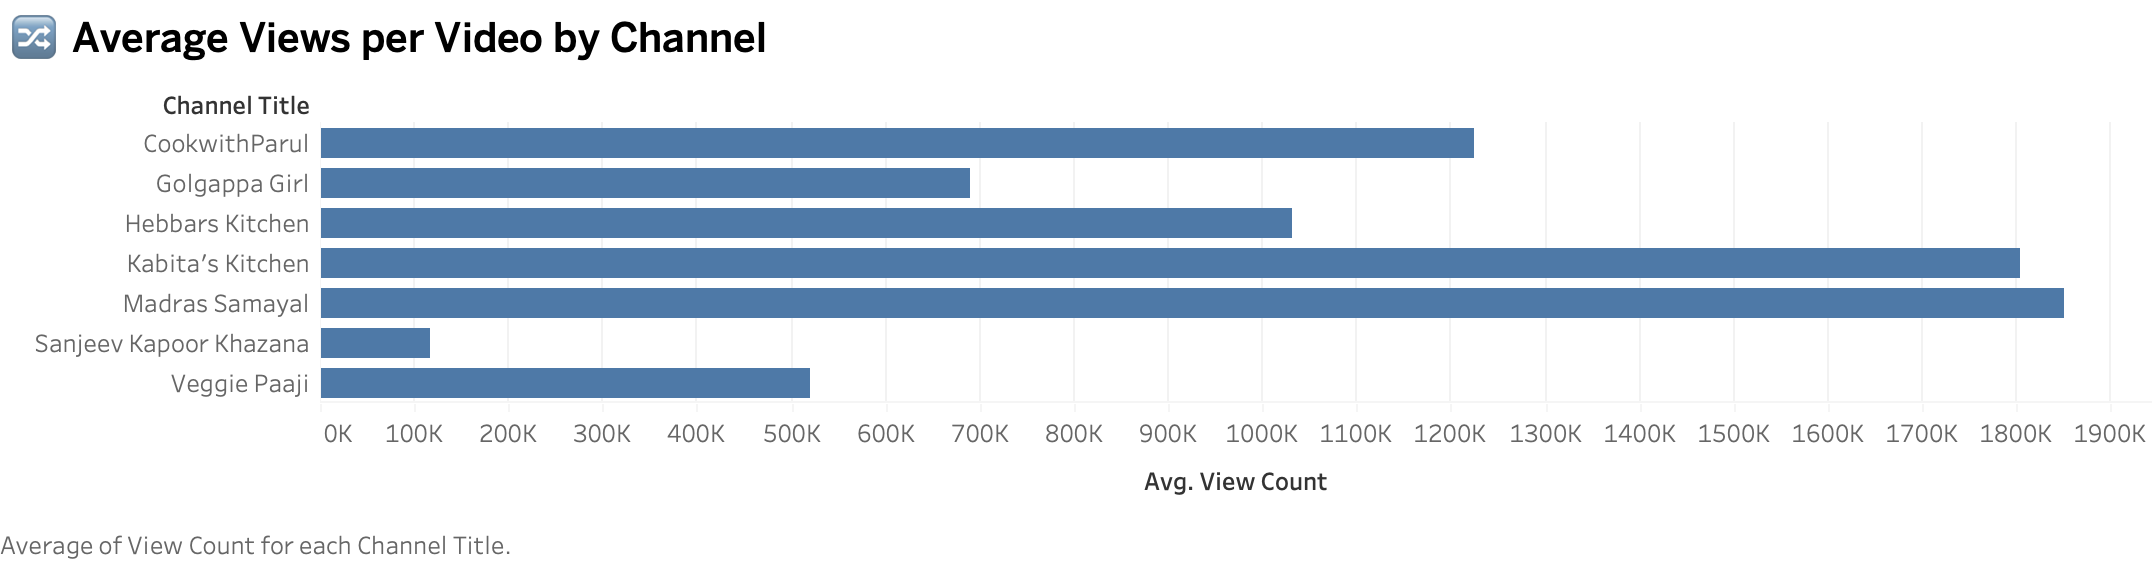 🔀 Average Views per Video by Channel
Channel Title
CookwithParul
Golgappa Girl
Hebbars Kitchen
Kabita’s Kitchen
Madras Samayal
Sanjeev Kapoor Khazana
Veggie Paaji
0K 100K 200K 300K 400K 500K 600K 700K 800K 900K 1000K 1100K 1200K 1300K 1400K 1500K 1600K 1700K 1800K 1900K
Avg. View Count
Average of View Count for each Channel Title.